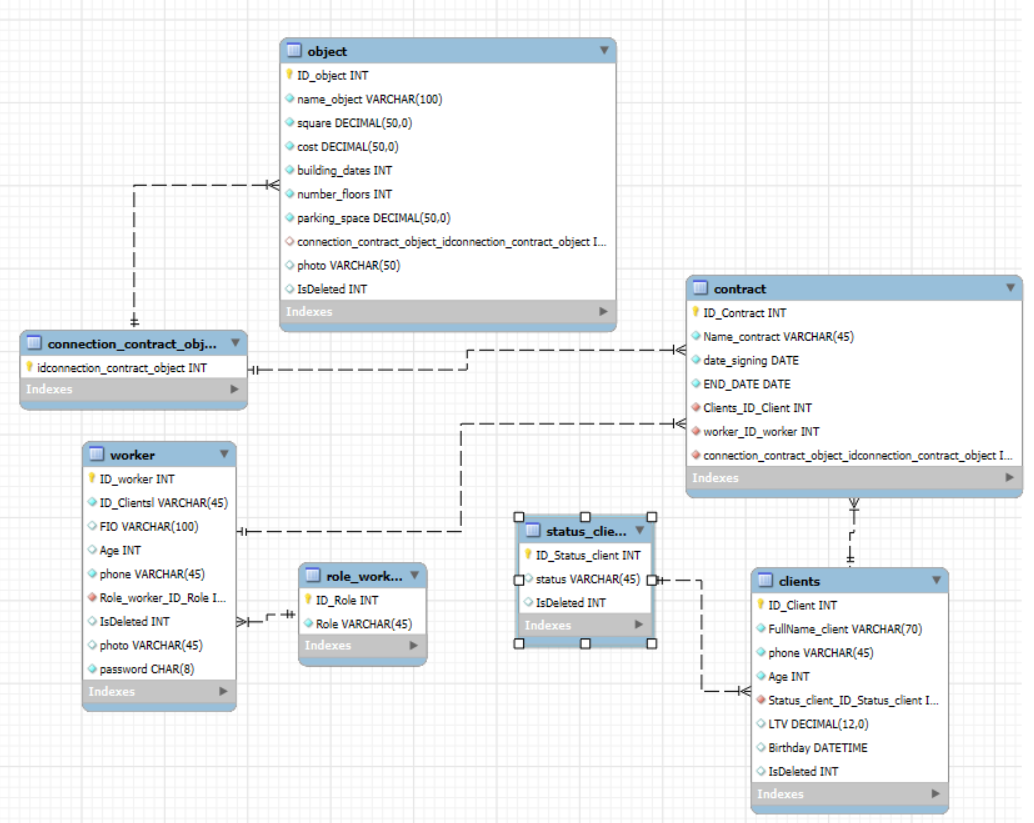 object
ID_object INT
name_object VARCHAR(100)
square DECIMAL(50,0)
cost DECIMAL(50,0)
building_dates INT
number_floors INT
parking_space DECIMAL(50,0)
connection_contract_object_idconnection_contract_object I...
photo VARCHAR(50)
IsDeleted INT
Indexes
connection_contract_obj...
idconnection_contract_object INT
Indexes
contract
ID_Contract INT
Name_contract VARCHAR(45)
date_signing DATE
END_DATE DATE
Clients_ID_Client INT
worker_ID_worker INT
connection_contract_object_idconnection_contract_object I...
Indexes
worker
ID_worker INT
ID_Clientsl VARCHAR(45)
FIO VARCHAR(100)
Age INT
phone VARCHAR(45)
Role_worker_ID_Role I...
IsDeleted INT
photo VARCHAR(45)
password CHAR(8)
Indexes
role_work...
ID_Role INT
Role VARCHAR(45)
Indexes
status_clie...
ID_Status_client INT
status VARCHAR(45)
IsDeleted INT
Indexes
clients
ID_Client INT
FullName_client VARCHAR(70)
phone VARCHAR(45)
Age INT
Status_client_ID_Status_client I...
LTV DECIMAL(12,0)
Birthday DATETIME
IsDeleted INT
Indexes